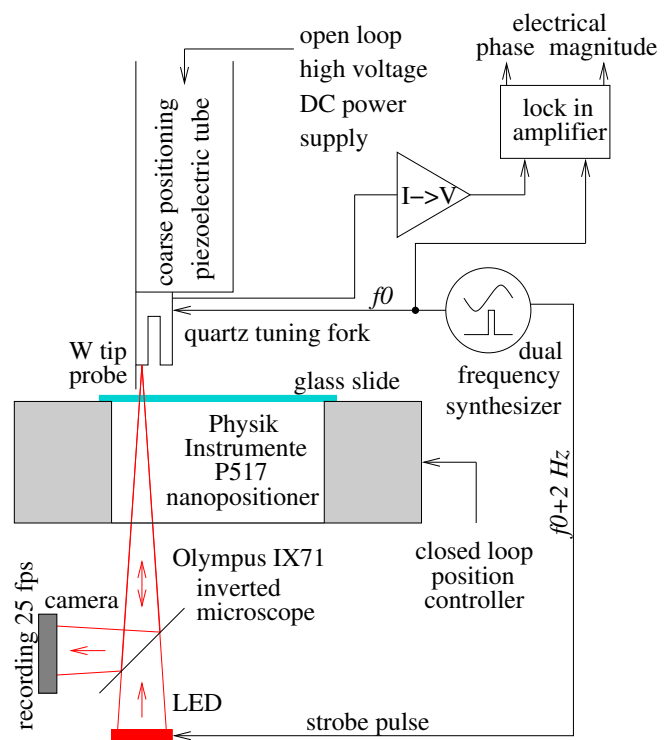 electrical
phase magnitude
open loop
high voltage
DC power
supply
lock in
amplifier
coarse positioning
piezoelectric tube
I->V
f0
quartz tuning fork
W tip
probe
glass slide
dual
frequency
synthesizer
Physik
Instrumente
P517
nanopositioner
f0+2 Hz
closed loop
position
controller
Olympus IX71
inverted
microscope
camera
recording 25 fps
LED
strobe pulse